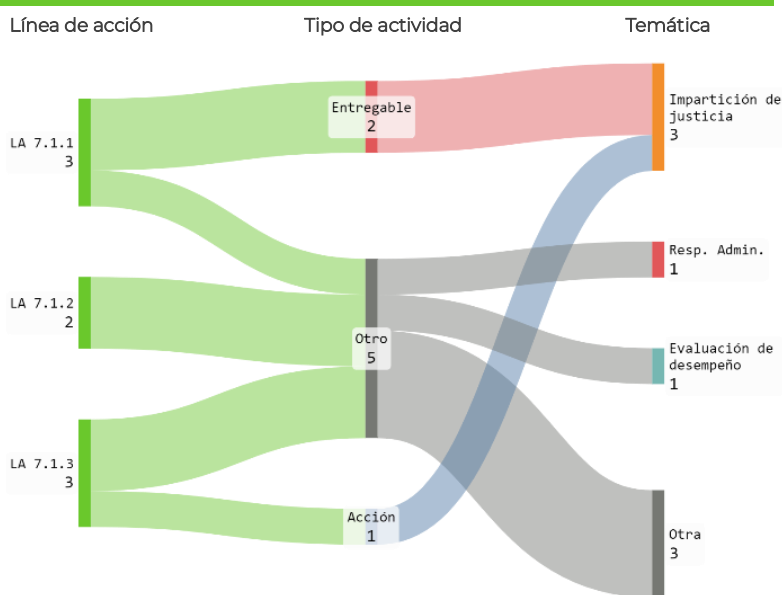 Línea de acción
Tipo de actividad
Temática
LA 7.1.1
3
LA 7.1.2
2
LA 7.1.3
3
Entregable
2
Otro
5
Acción
1
Impartición de
justicia
3
Resp. Admin.
1
Evaluación de
desempeño
1
Otra
3